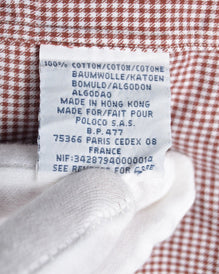 100% COTTON/COTON/COTONE
BAUMWOLLE/KATOEN
BOMULD/ALGODON
ALGODAO
MADE IN HONG KONG
MADE FOR/FAIT POUR
POLOCO S.A.S.
B.P. 477
75366 PARIS CEDEX 08
FRANCE
NIF:34287940000014
SEE REVERSE FOR CARE